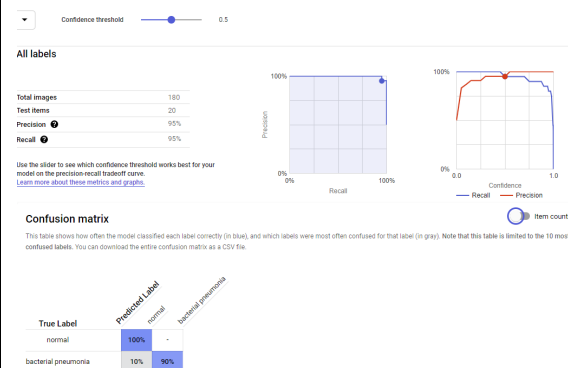 Confidence threshold 0.5
All labels
Total images 180
Test items 20
Precision 95%
Recall 95%
Use the slider to see which confidence threshold works best for your
model on the precision-recall tradeoff curve.
Learn more about these metrics and graphs.
100%
Precision
0%
0% 100%
Recall
100%
0%
0.0 1.0
Confidence
Recall Precision
Confusion matrix
Item count
This table shows how often the model classified each label correctly (in blue), and which labels were most often confused for that label (in gray). Note that this table is limited to the 10 most
confused labels. You can download the entire confusion matrix as a CSV file.
True Label
Predicted Label
normal
bacterial pneumonia
normal 100% -
bacterial pneumonia 10% 90%